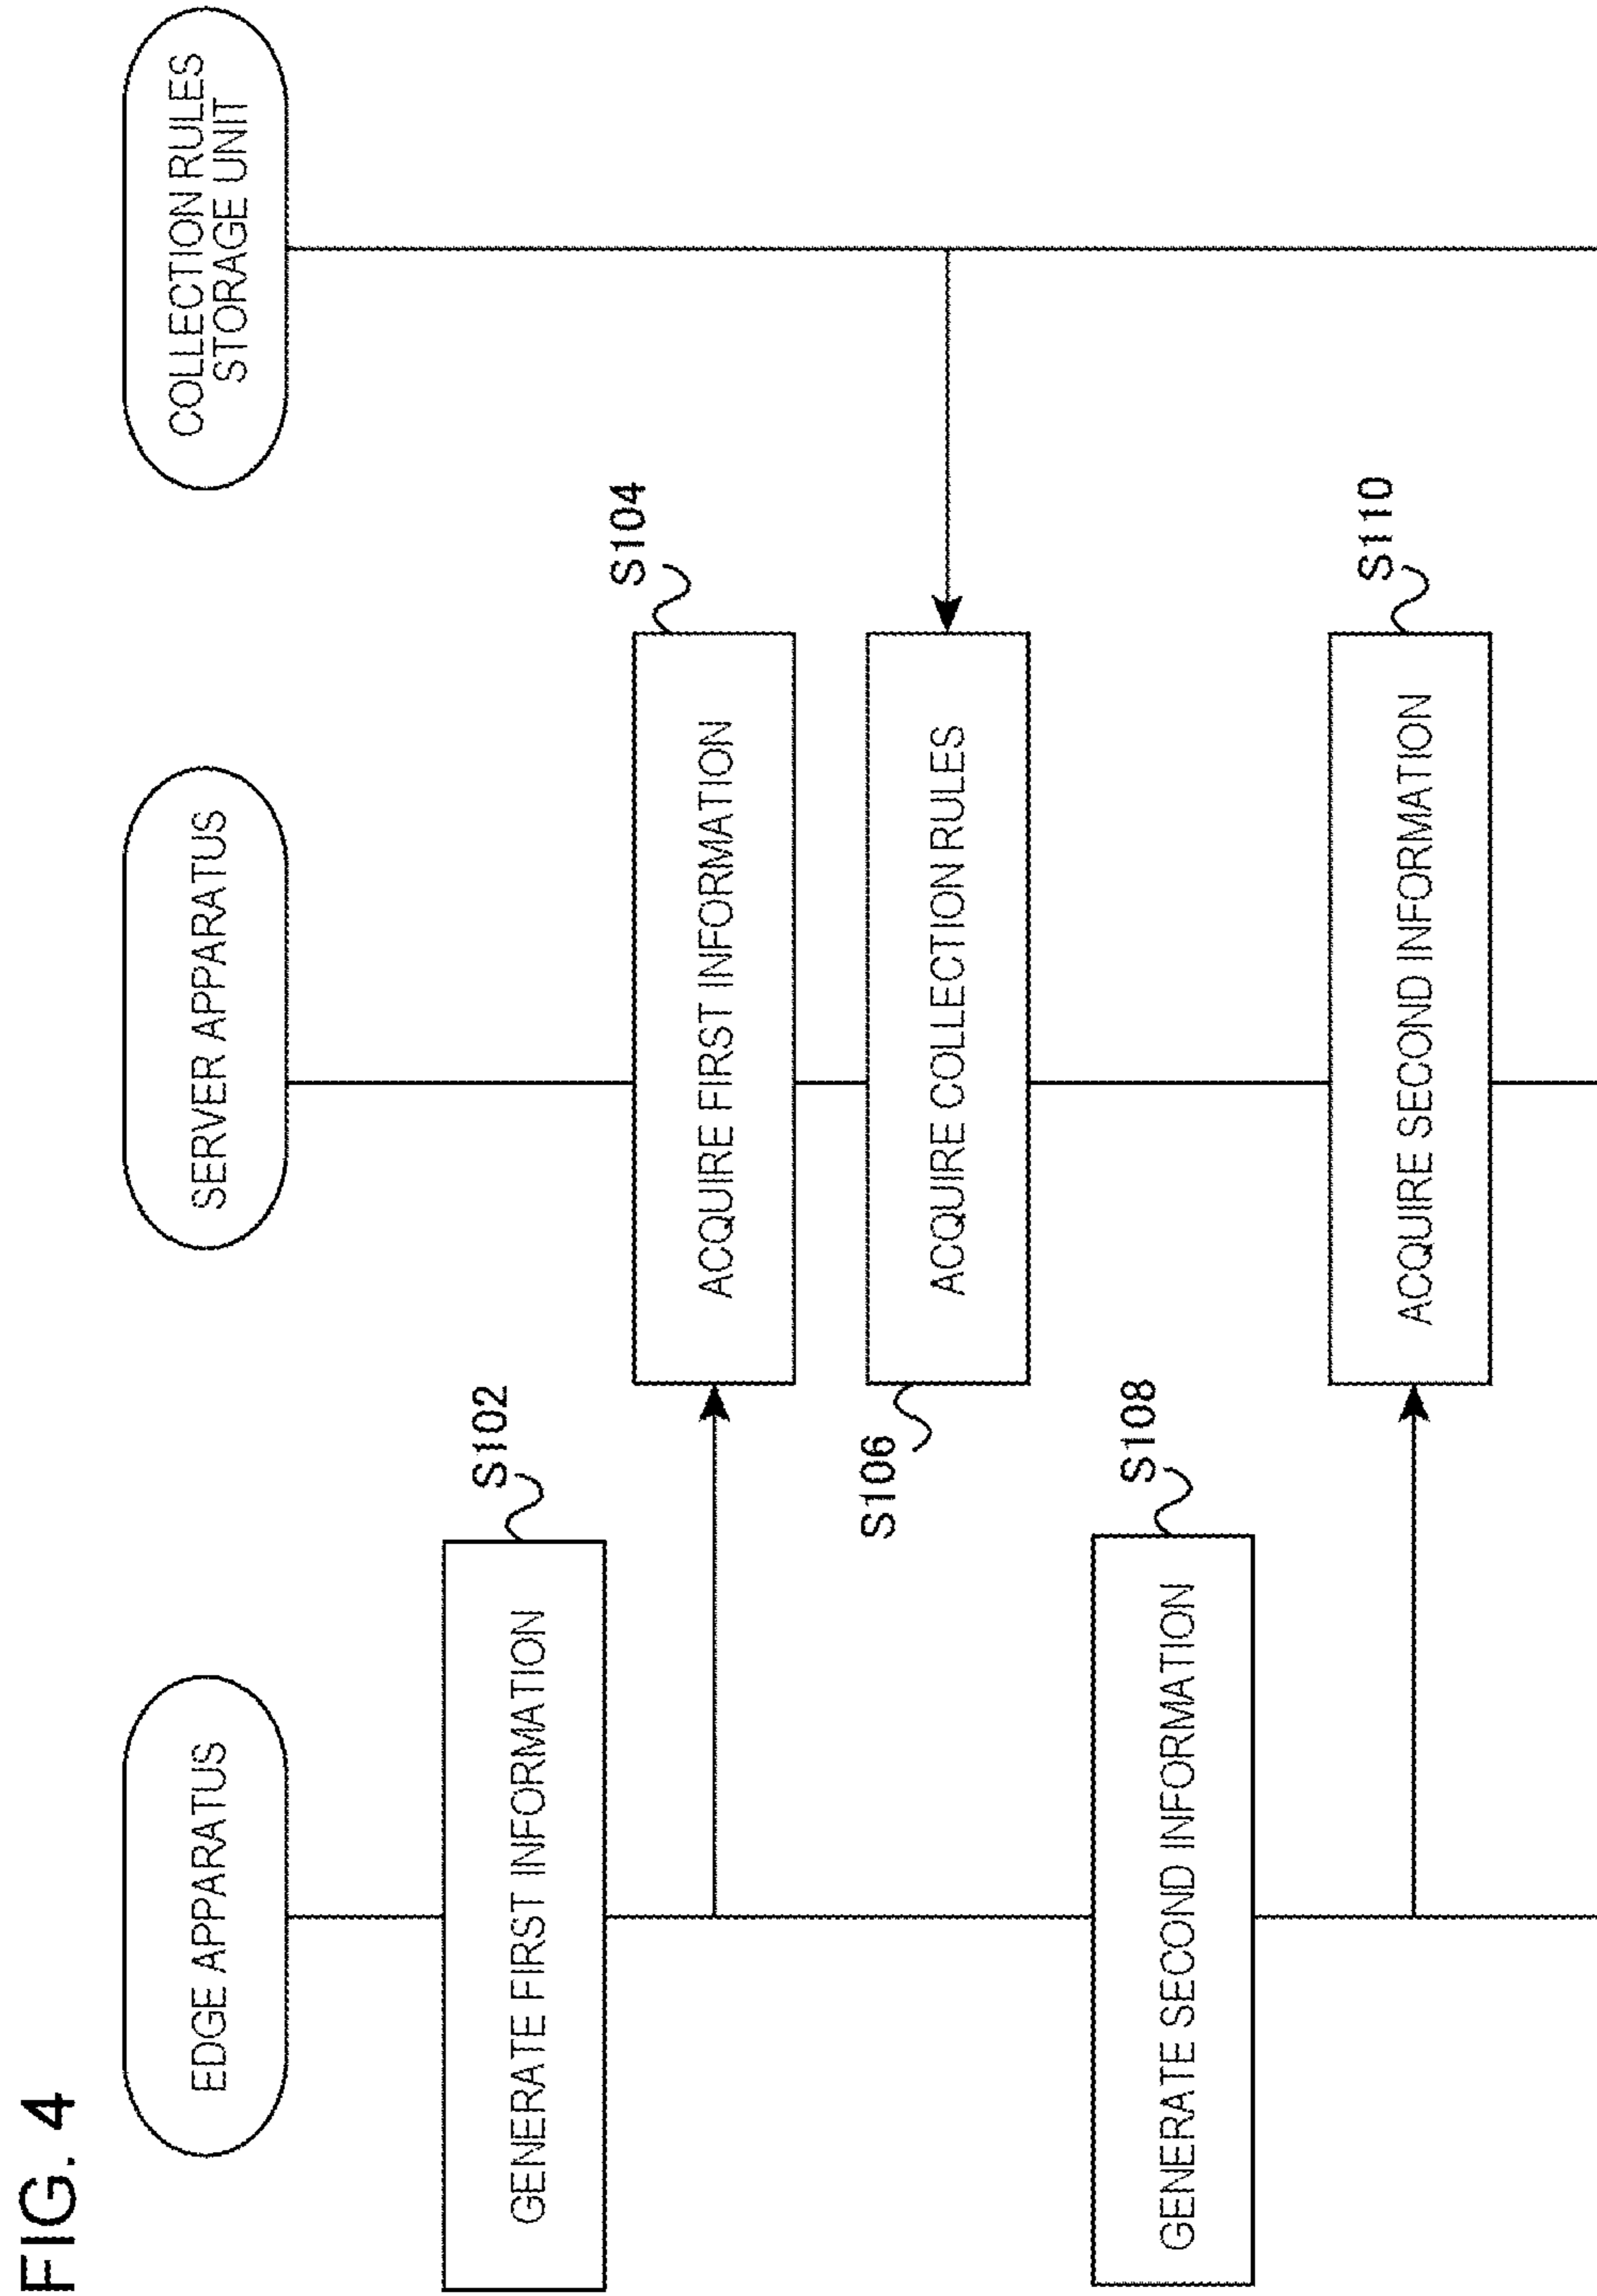 FIG. 4
EDGE APPARATUS
SERVER APPARATUS
COLLECTION RULES
STORAGE UNIT
S102
GENERATE FIRST INFORMATION
S104
ACQUIRE FIRST INFORMATION
S106
ACQUIRE COLLECTION RULES
S108
GENERATE SECOND INFORMATION
S110
ACQUIRE SECOND INFORMATION